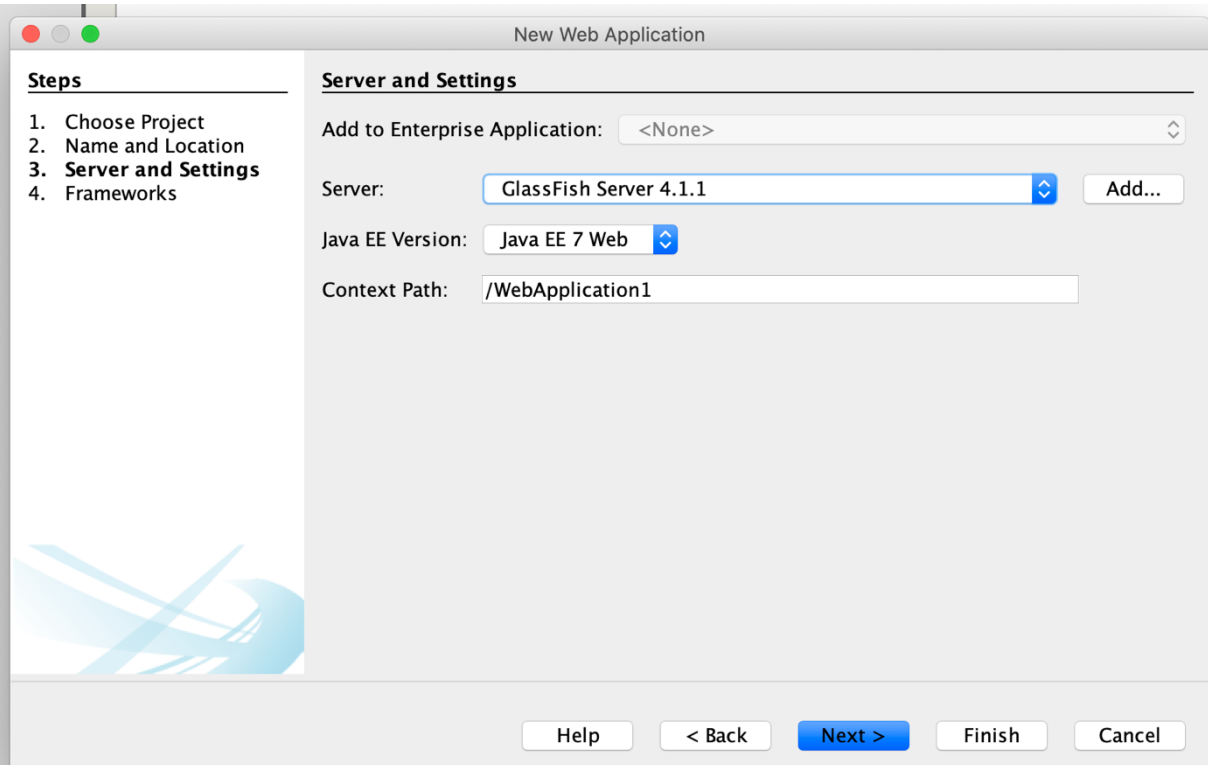 New Web Application
Steps
1. Choose Project
2. Name and Location
3. Server and Settings
4. Frameworks
Server and Settings
Add to Enterprise Application: <None>
Server: GlassFish Server 4.1.1 Add...
Java EE Version: Java EE 7 Web
Context Path: /WebApplication1
Help < Back Next > Finish Cancel